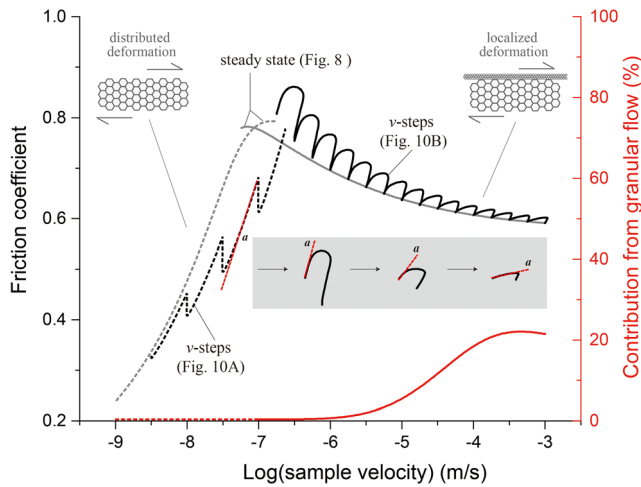 distributed
deformation
steady state (Fig. 8 )
localized
deformation
v-steps
(Fig. 10B)
a
v-steps
(Fig. 10A)
a
a
a
Friction coefficient
1.0
0.8
0.6
0.4
0.2
Contribution from granular flow (%)
100
80
60
40
20
0
-9 -8 -7 -6 -5 -4 -3
Log(sample velocity) (m/s)